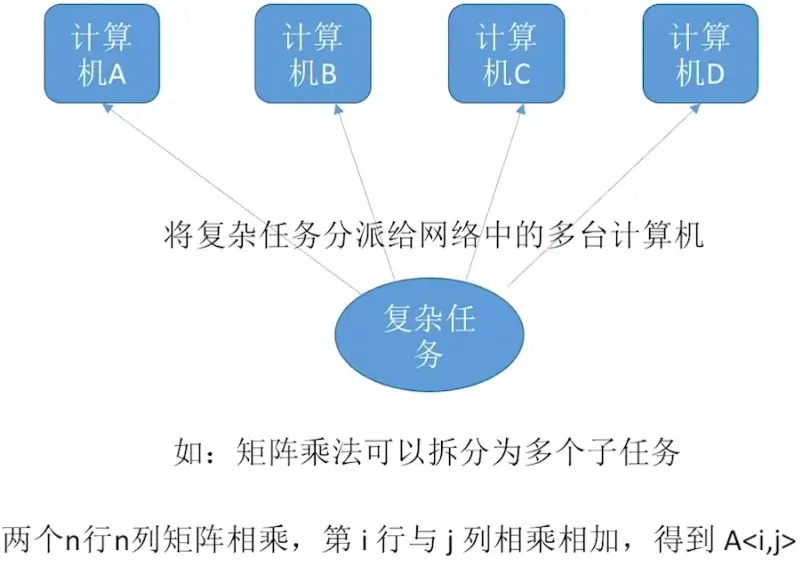 计算
机A
计算
机B
计算
机C
计算
机D
将复杂任务分派给网络中的多台计算机
复杂任
务
如：矩阵乘法可以拆分为多个子任务
两个n行n列矩阵相乘，第 i 行与 j 列相乘相加，得到 A<i,j>